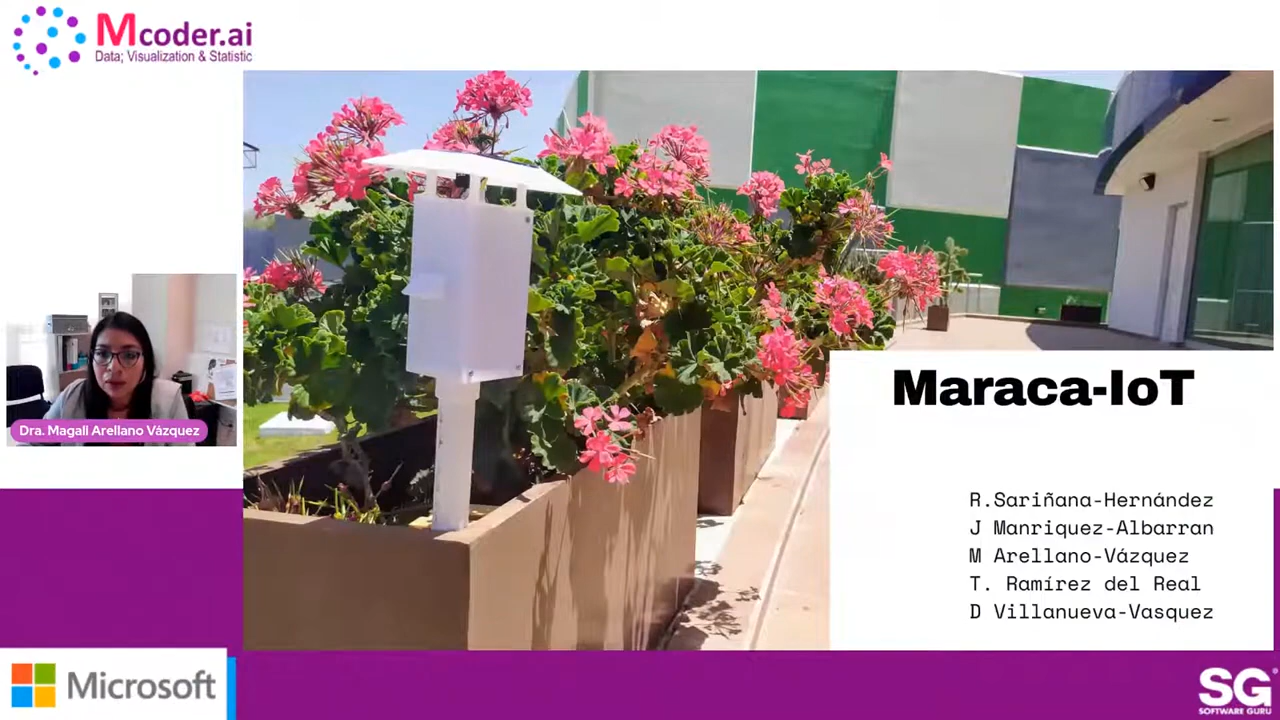 Mcoder.ai
Data; Visualization & Statistic
Dra. Magali Arellano Vázquez
Maraca-IoT
R.Sariñana-Hernández
J Manriquez-Albarran
M Arellano-Vázquez
T. Ramírez del Real
D Villanueva-Vasquez
Microsoft
SG
SOFTWARE GURU